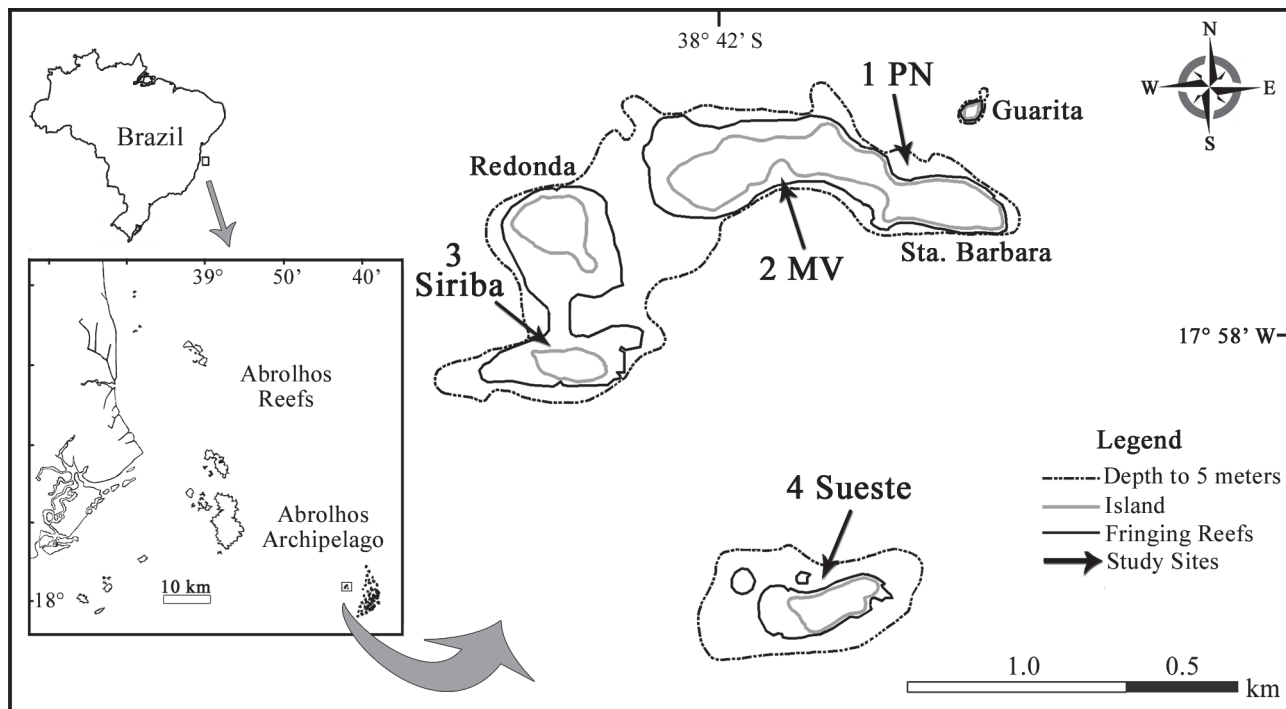 38° 42’ S
1 PN
N
W
E
S
Guarita
Brazil
Redonda
Sta. Barbara
2 MV
3
Siriba
39°
50’
40’
17° 58’ W
Abrolhos
Reefs
Abrolhos
Archipelago
10 km
18°
4 Sueste
Legend
Depth to 5 meters
Island
Fringing Reefs
Study Sites
1.0
0.5
km